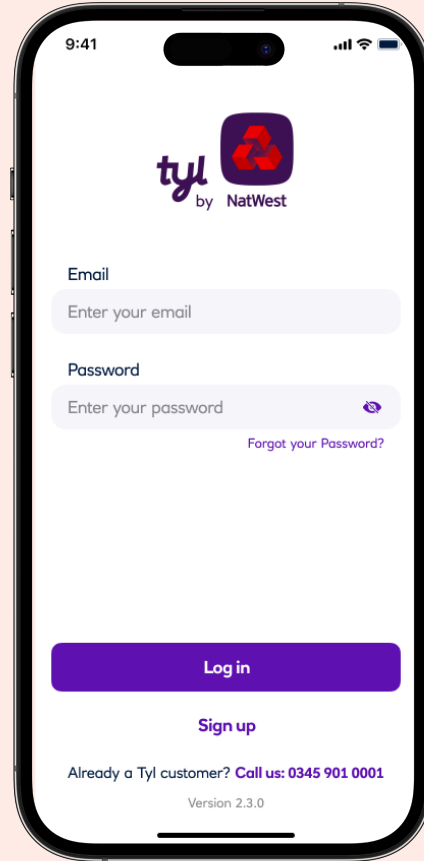 9:41
tyl
by NatWest
Email
Enter your email
Password
Enter your password
Forgot your Password?
Log in
Sign up
Already a Tyl customer? Call us: 0345 901 0001
Version 2.3.0